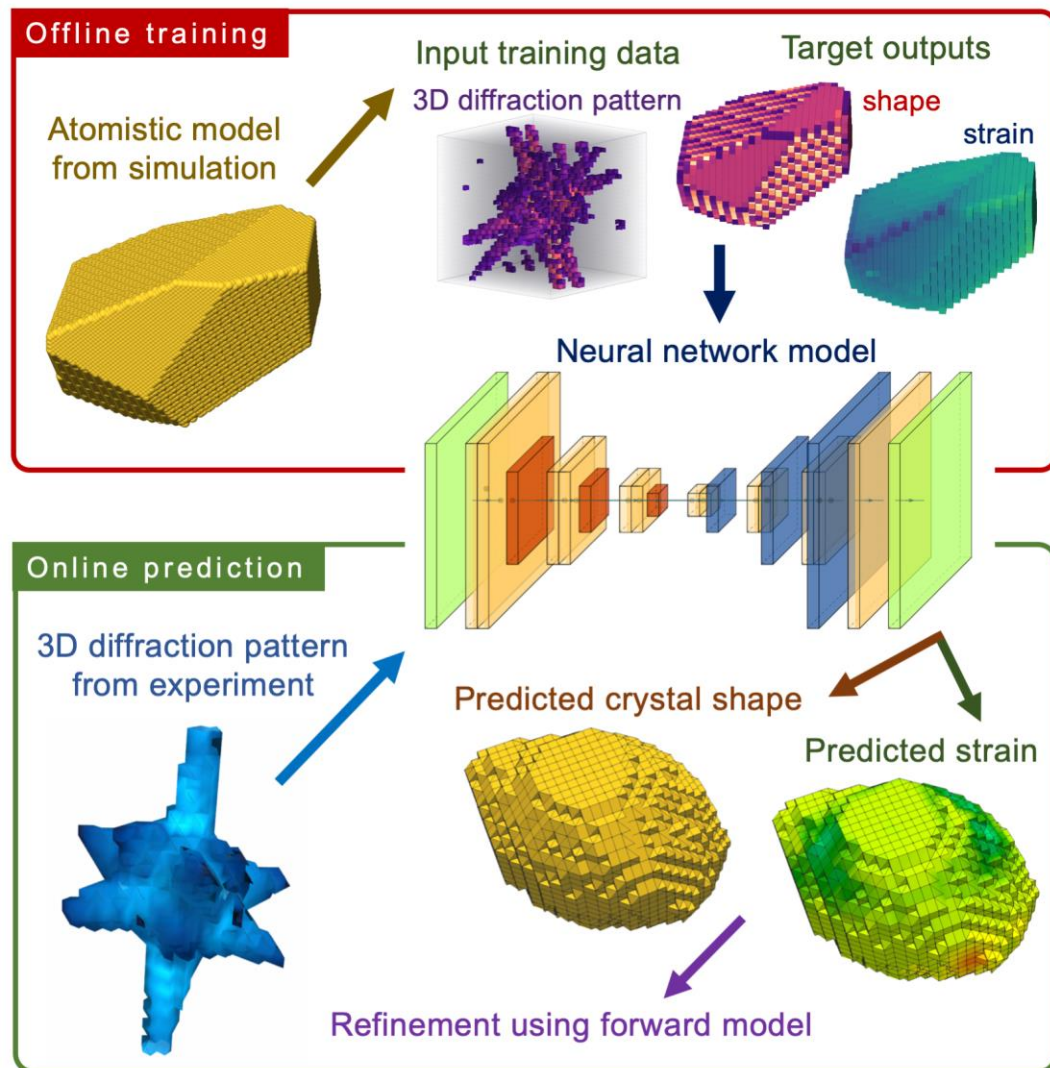 Offline training
Input training data
Target outputs
3D diffraction pattern
shape
Atomistic model
from simulation
strain
Neural network model
Online prediction
3D diffraction pattern
from experiment
Predicted crystal shape
Predicted strain
Refinement using forward model